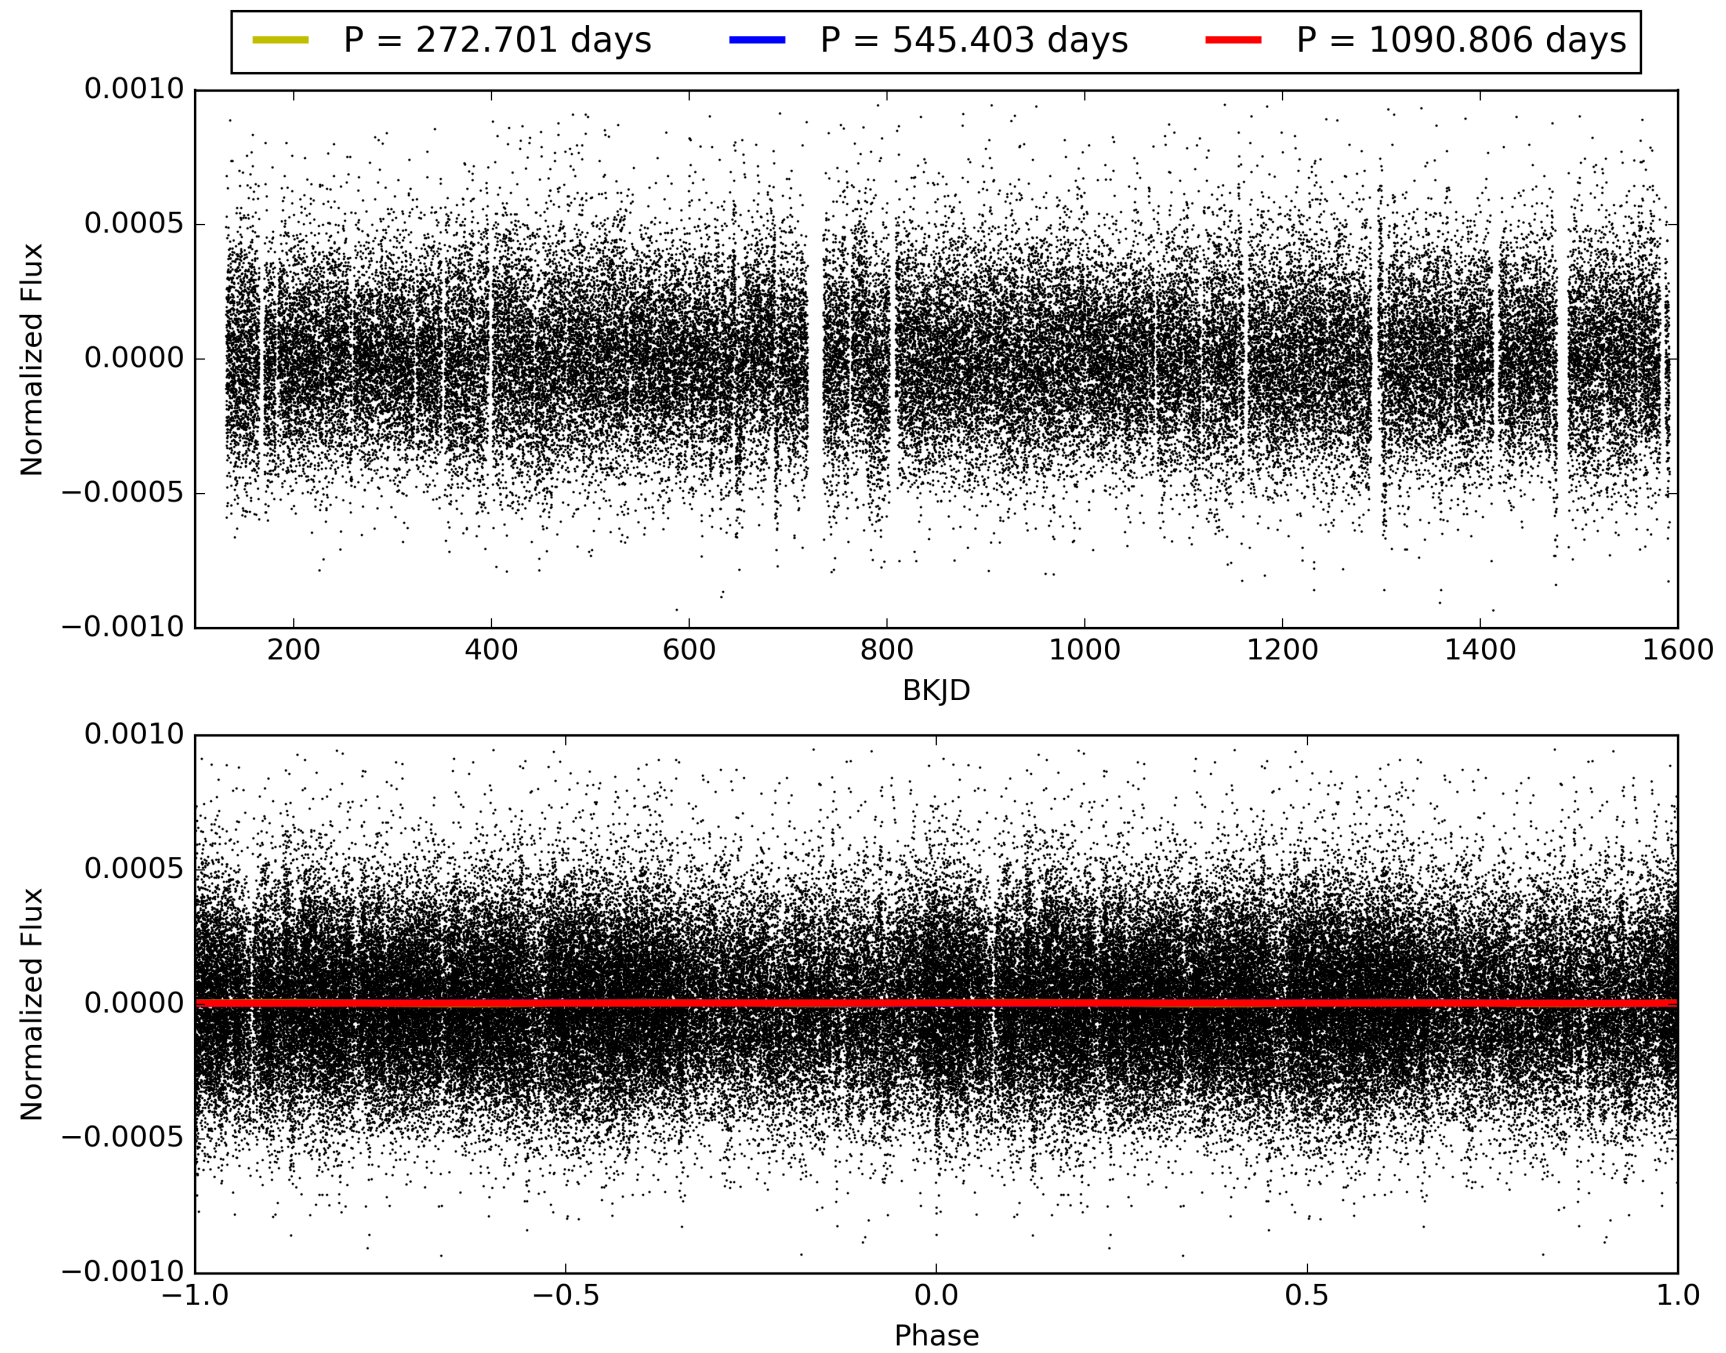 P = 272.701 days P = 545.403 days P = 1090.806 days
0.0010
0.0005
0.0000
−0.0005
−0.0010
Normalized Flux
200 400 600 800 1000 1200 1400 1600
BKJD
0.0010
0.0005
0.0000
−0.0005
−0.0010
Normalized Flux
−1.0 −0.5 0.0 0.5 1.0
Phase